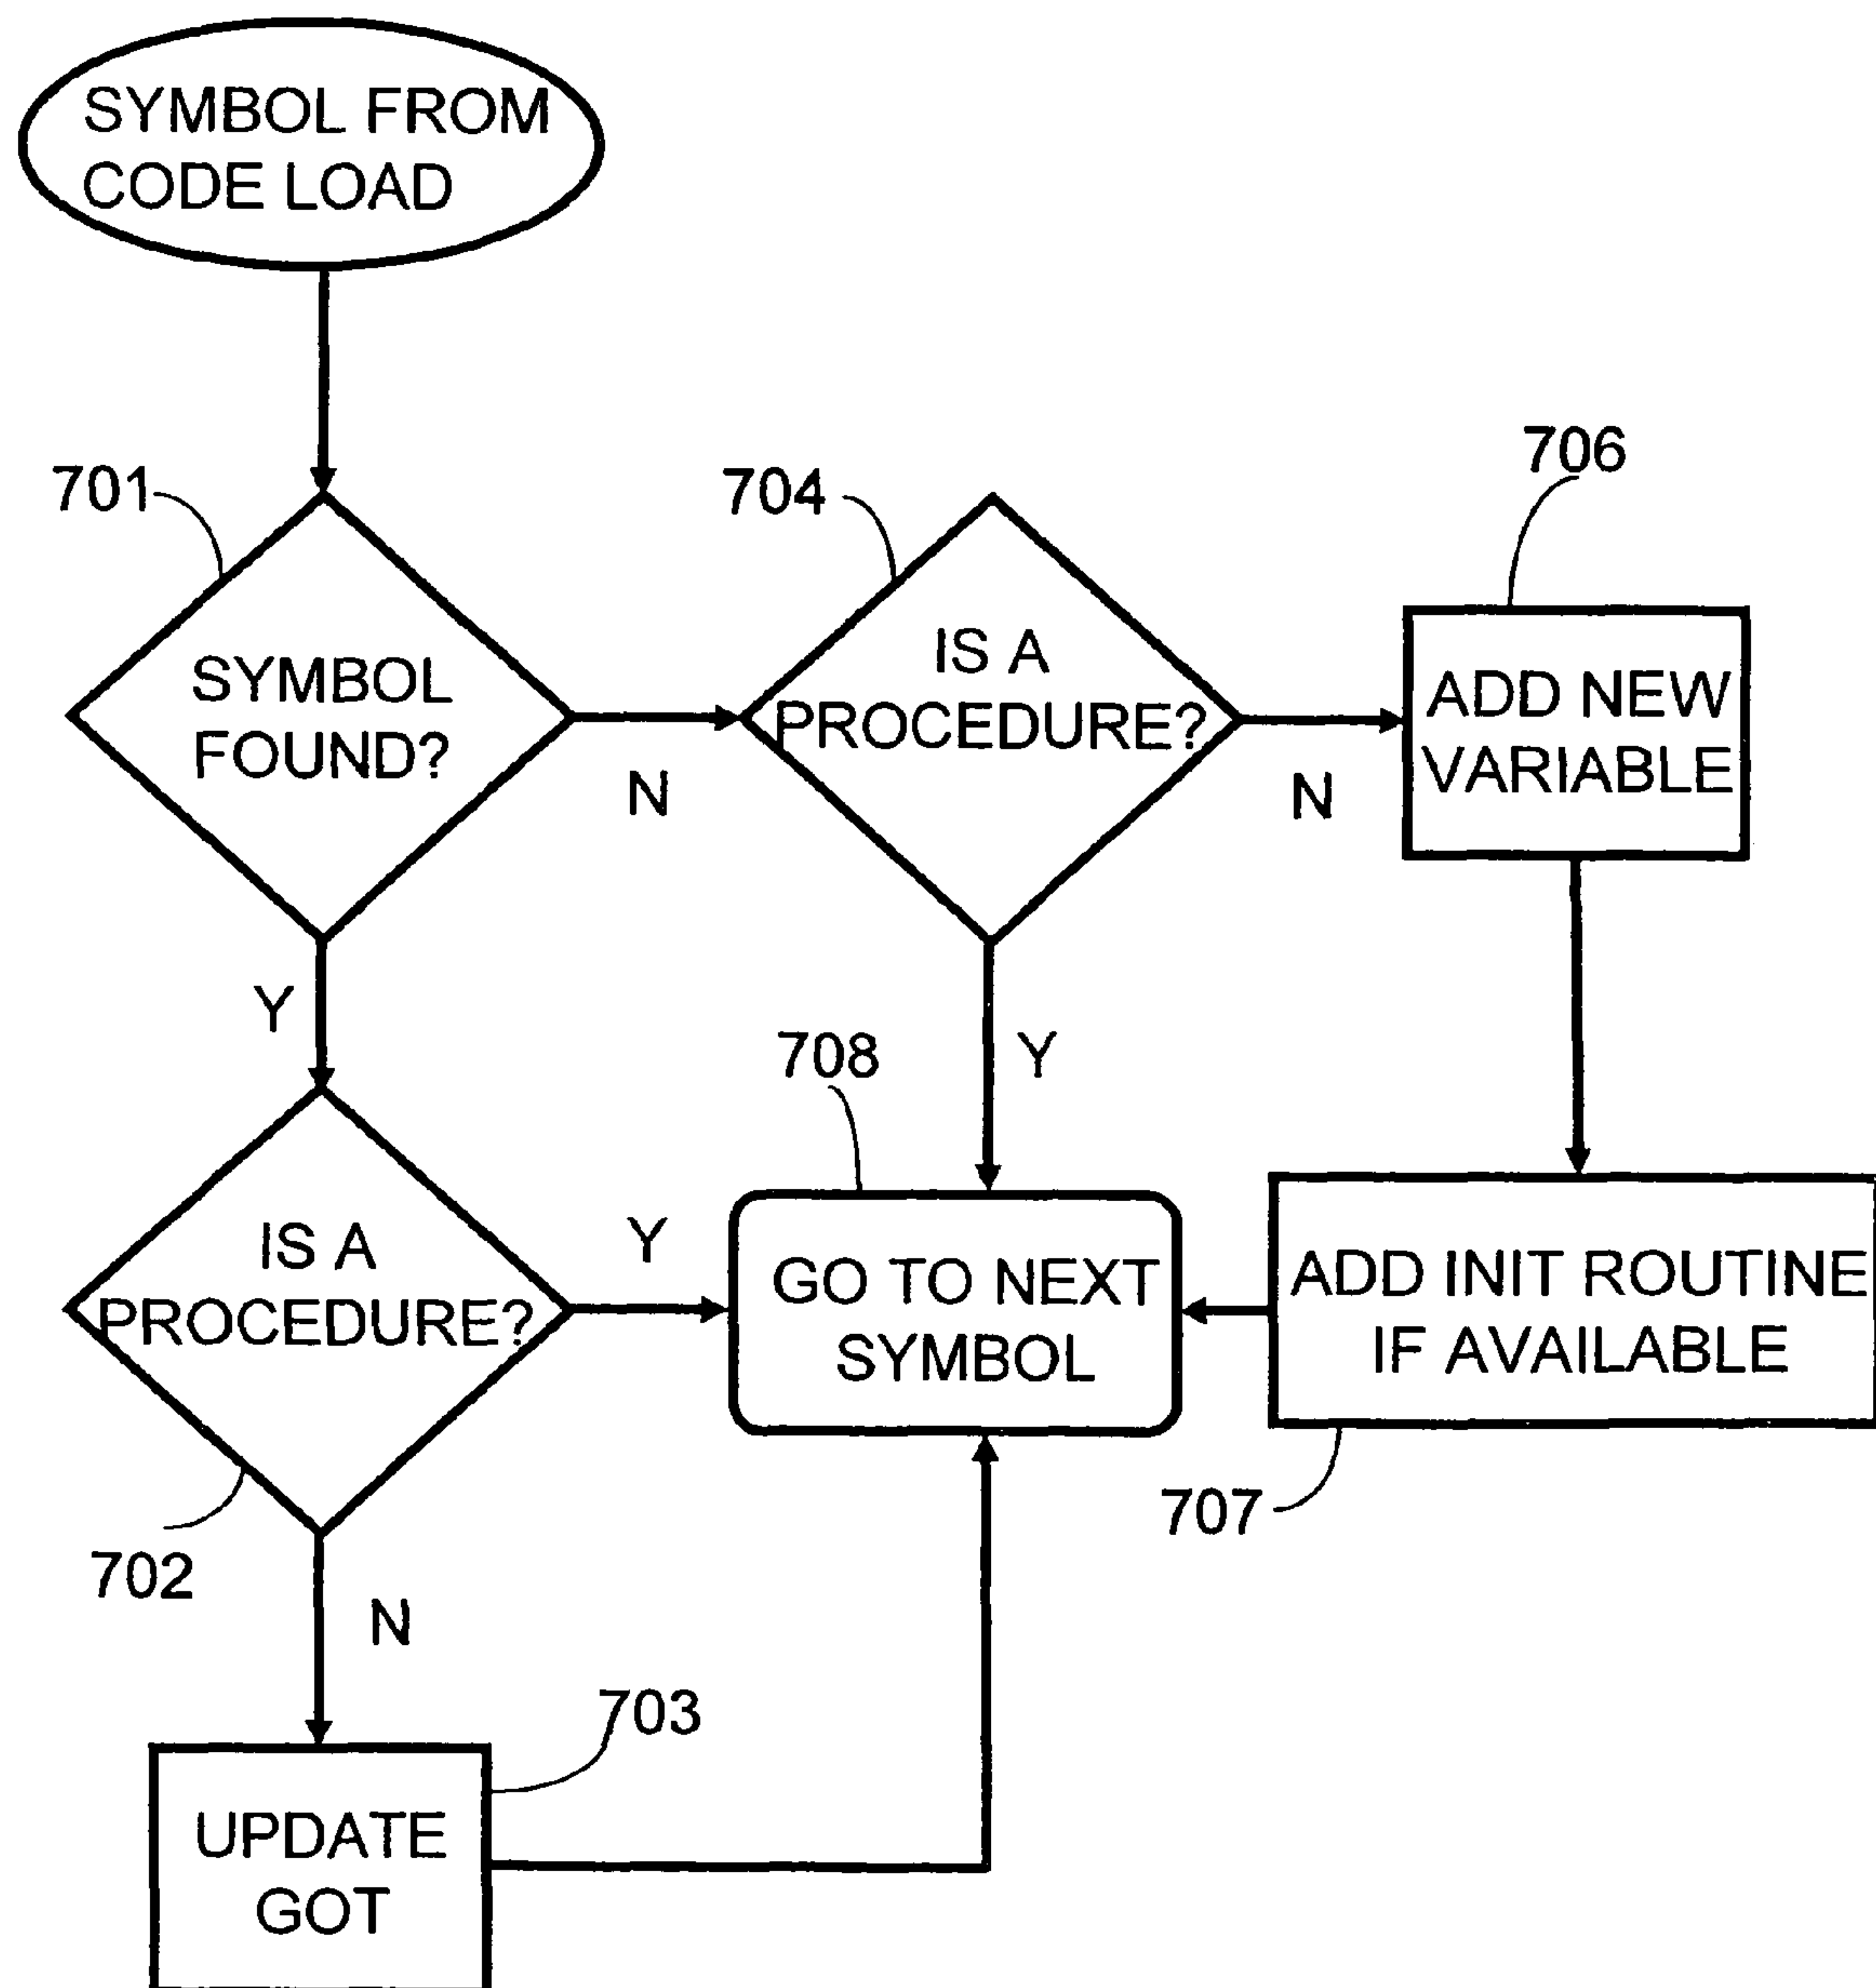 SYMBOL FROM
CODE LOAD
701
SYMBOL
FOUND?
N
704
IS A
PROCEDURE?
N
706
ADD NEW
VARIABLE
Y
Y
708
IS A
PROCEDURE?
Y
GO TO NEXT
SYMBOL
ADD INIT ROUTINE
IF AVAILABLE
707
702
N
703
UPDATE
GOT